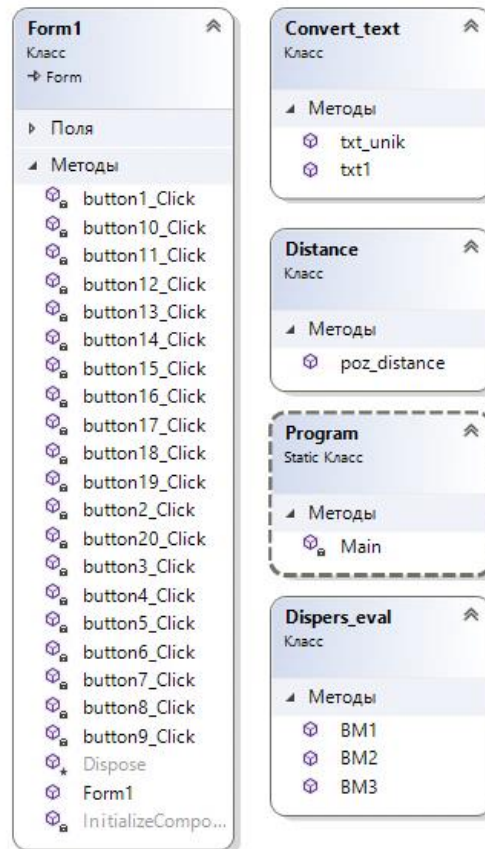 Form1
Класс
Form
Поля
Методы
button1_Click
button10_Click
button11_Click
button12_Click
button13_Click
button14_Click
button15_Click
button16_Click
button17_Click
button18_Click
button19_Click
button2_Click
button20_Click
button3_Click
button4_Click
button5_Click
button6_Click
button7_Click
button8_Click
button9_Click
Dispose
Form1
InitializeCompo...
Convert_text
Класс
Методы
txt_unik
txt1
Distance
Класс
Методы
poz_distance
Program
Static Класс
Методы
Main
Dispers_eval
Класс
Методы
BM1
BM2
BM3